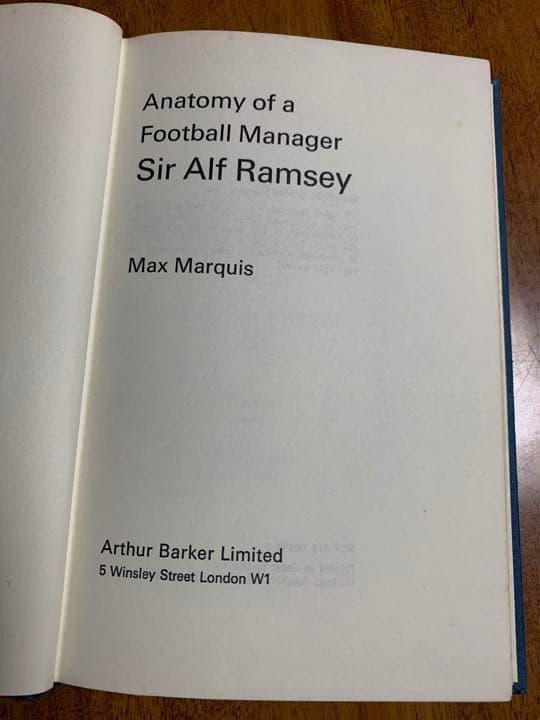 Anatomy of a
Football Manager
Sir Alf Ramsey
Max Marquis
Arthur Barker Limited
5 Winsley Street London W1